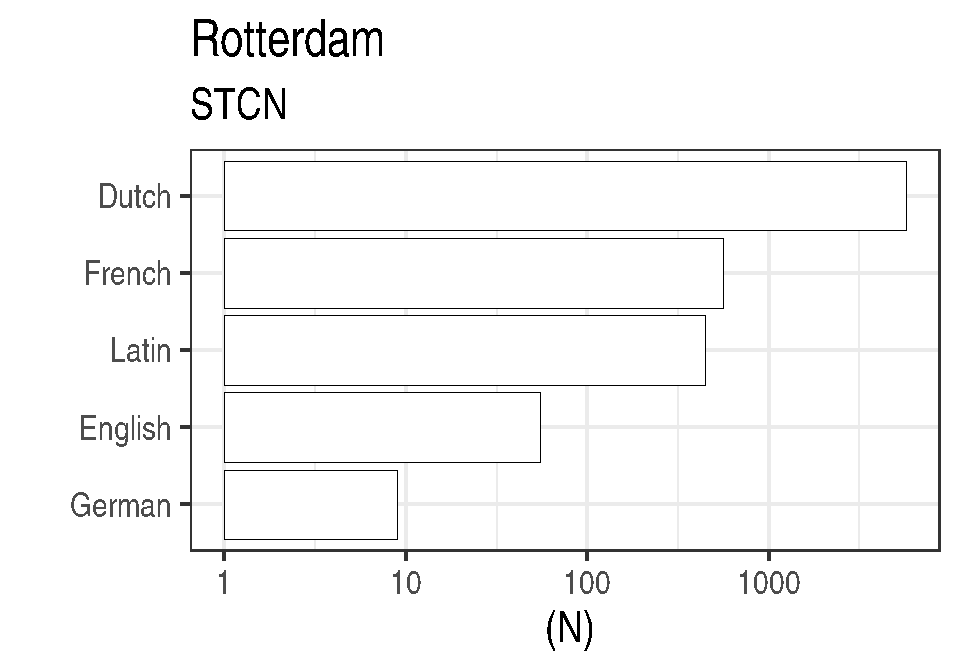 Rotterdam
STCN
Dutch
French
Latin
English
German
1 10 100 1000
(N)